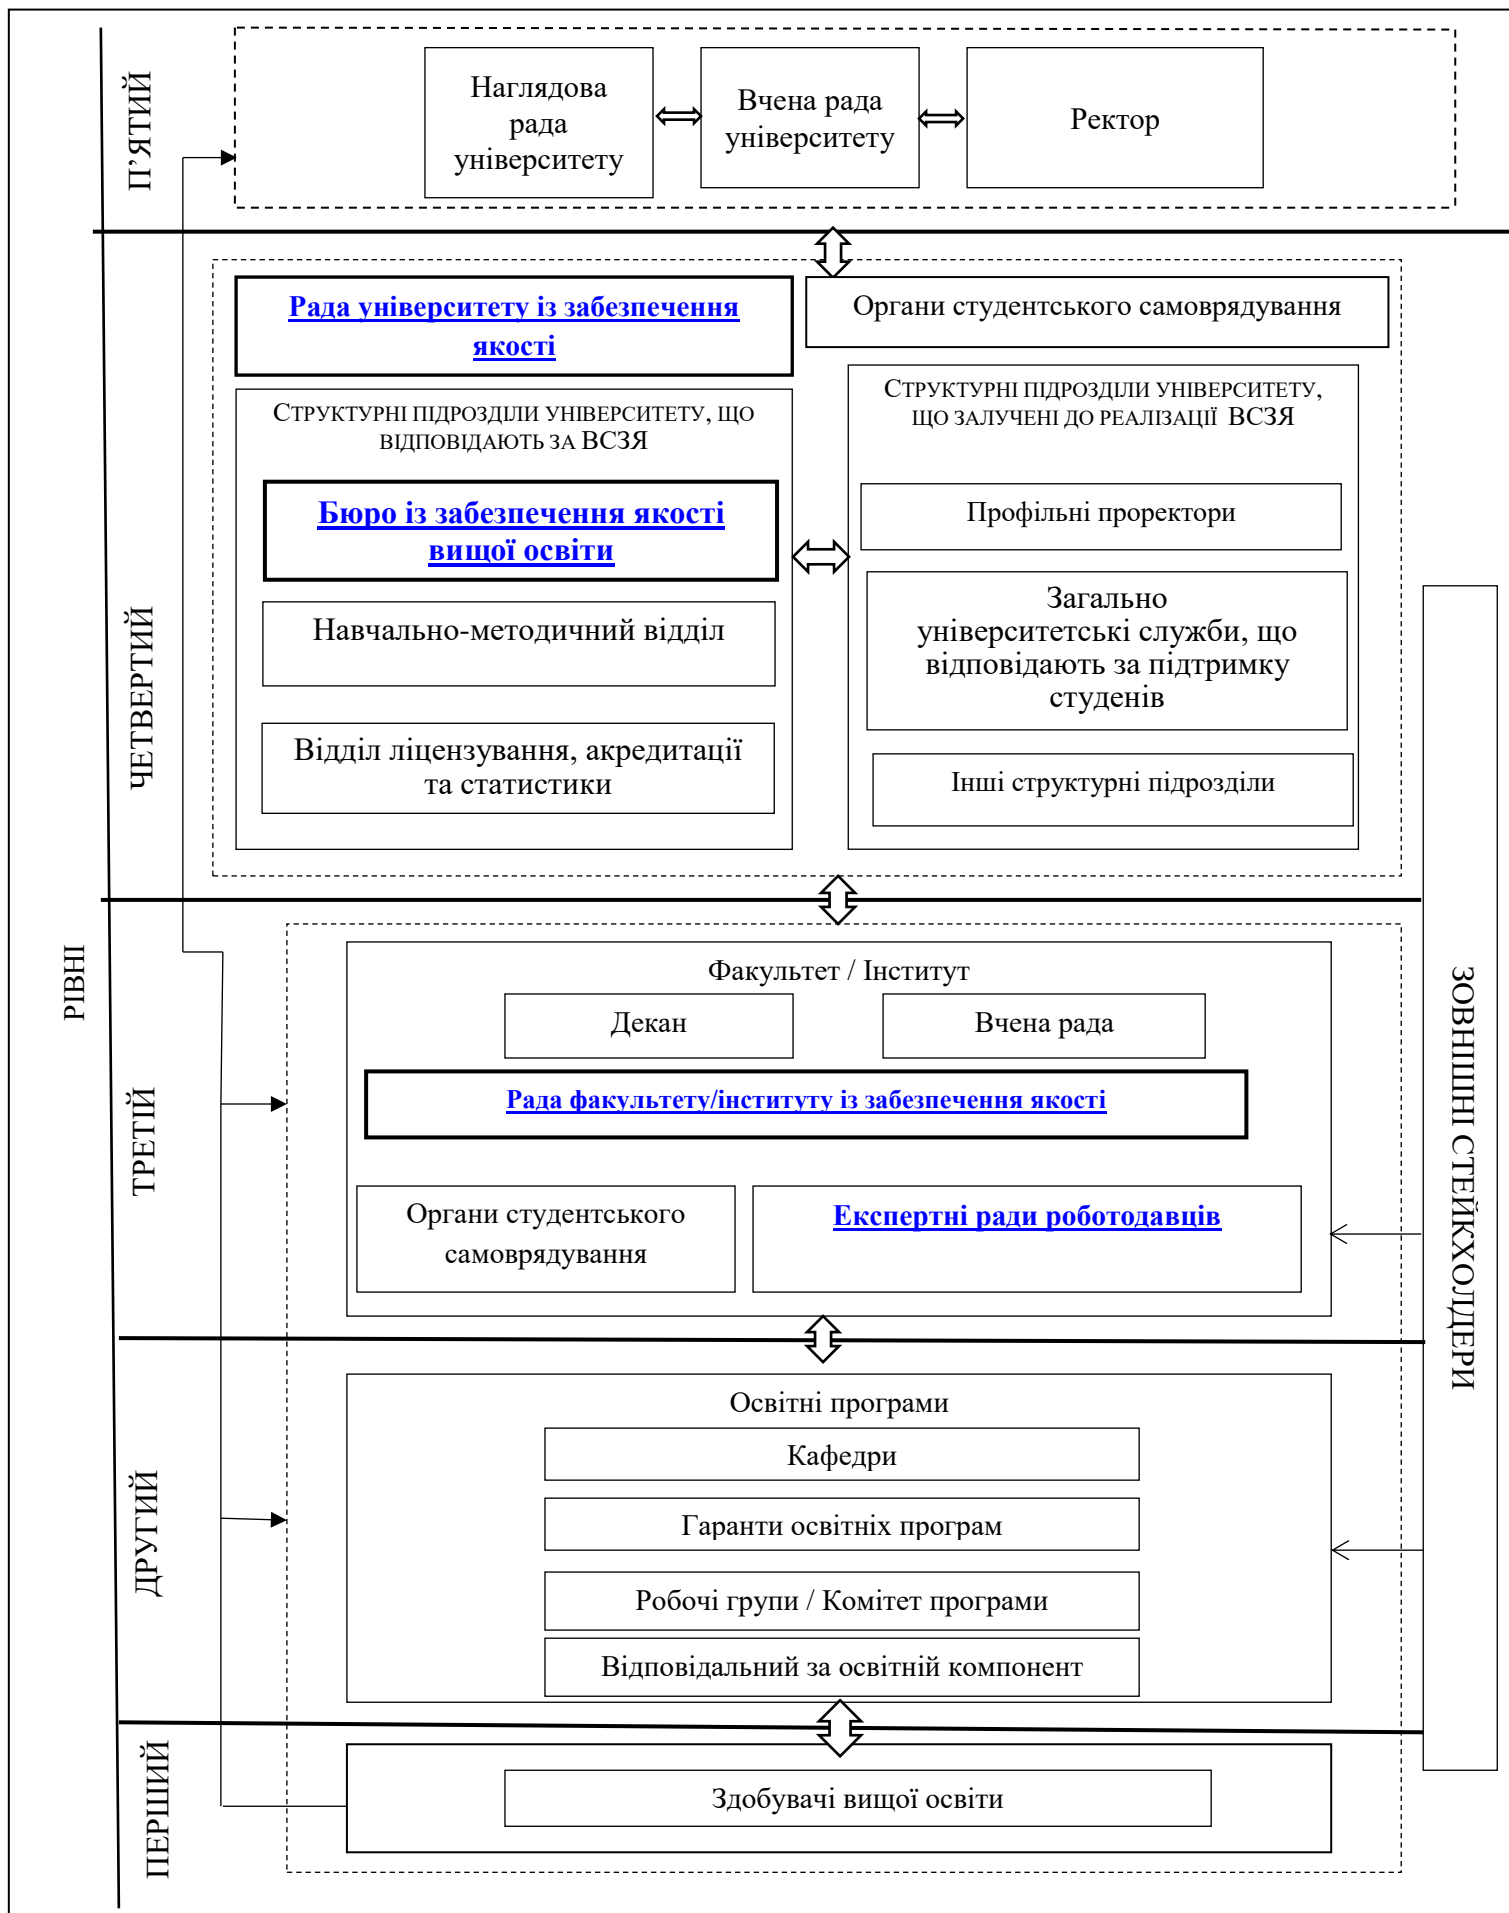 П’ЯТИЙ
Наглядова
рада
університету
Вчена рада
університету
Ректор
ЧЕТВЕРТИЙ
Рада університету із забезпечення
якості
Органи студентського самоврядування
СТРУКТУРНІ ПІДРОЗДІЛИ УНІВЕРСИТЕТУ, ЩО
ВІДПОВІДАЮТЬ ЗА ВСЗЯ
Бюро із забезпечення якості
вищої освіти
Навчально-методичний відділ
Відділ ліцензування, акредитації
та статистики
СТРУКТУРНІ ПІДРОЗДІЛИ УНІВЕРСИТЕТУ,
ЩО ЗАЛУЧЕНІ ДО РЕАЛІЗАЦІЇ ВСЗЯ
Профільні проректори
Загально
університетські служби, що
відповідають за підтримку
студенів
Інші структурні підрозділи
РІВНІ
ЗОВНІШНІ СТЕЙКХОЛДЕРИ
ТРЕТІЙ
Факультет / Інститут
Декан
Вчена рада
Рада факультету/інституту із забезпечення якості
Органи студентського
самоврядування
Експертні ради роботодавців
ДРУГИЙ
Освітні програми
Кафедри
Гаранти освітніх програм
Робочі групи / Комітет програми
Відповідальний за освітній компонент
ПЕРШИЙ
Здобувачі вищої освіти